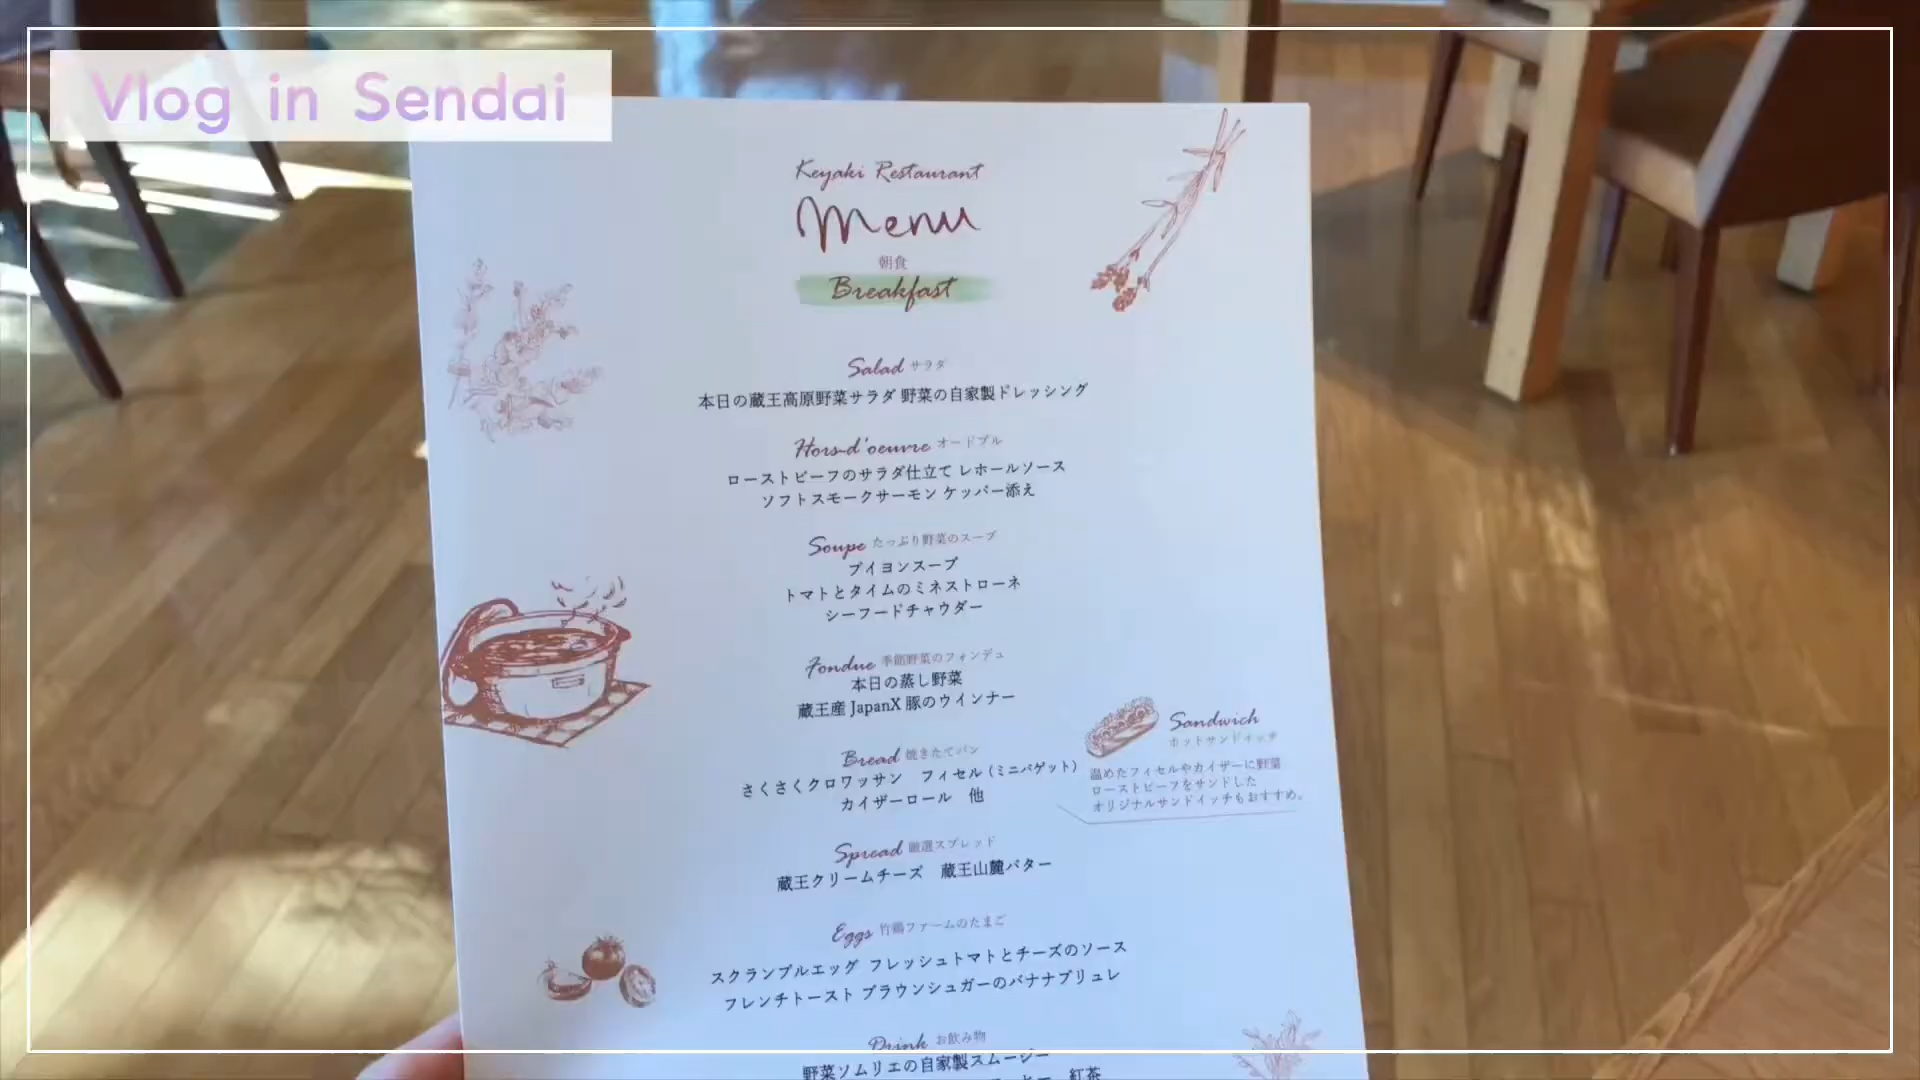 Vlog in Sendai
Keyaki Restaurant
Menu
朝食
Breakfast
Salad サラダ
本日の蔵王高原野菜サラダ 野菜の自家製ドレッシング
Hors-d'oeuvre オードブル
ローストビーフのサラダ仕立て レホールソース
ソフトスモークサーモン ケッパー添え
Soupe たっぷり野菜のスープ
ブイヨンスープ
トマトとタイムのミネストローネ
シーフードチャウダー
Fondue 季節野菜のフォンデュ
本日の蒸し野菜
蔵王産 JapanX 豚のウインナー
Bread 焼きたてパン
さくさくクロワッサン フィセル(ミニバゲット)
カイザーロール 他
Sandwich
ホットサンドイッチ
温めたフィセルやカイザーに野菜
ローストビーフをサンドした
オリジナルサンドイッチもおすすめ。
Spread 厳選スプレッド
蔵王クリームチーズ 蔵王山麓バター
Eggs 竹鶏ファームのたまご
スクランブルエッグ フレッシュトマトとチーズのソース
フレンチトースト ブラウンシュガーのバナナブリュレ
Drink お飲み物
野菜ソムリエの自家製スムージー
紅茶